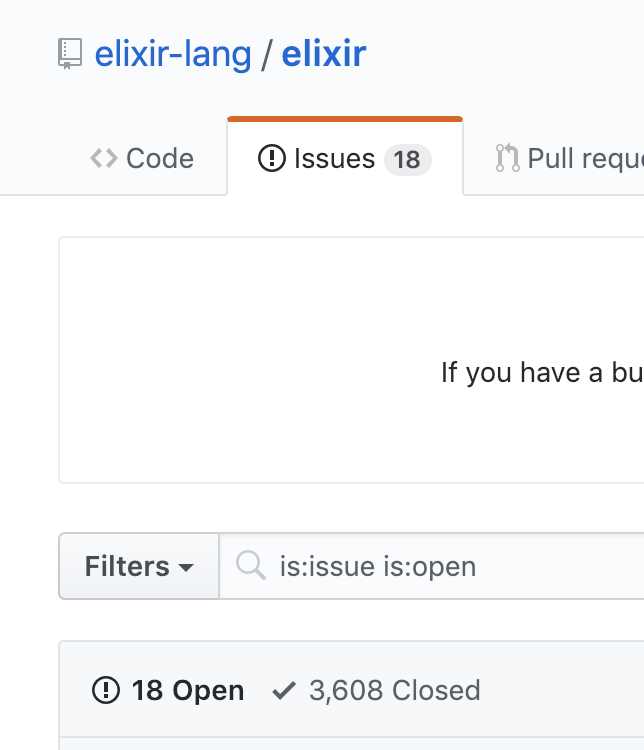 elixir-lang / elixir
Code Issues 18 Pull reque
If you have a bu
Filters is:issue is:open
18 Open 3,608 Closed